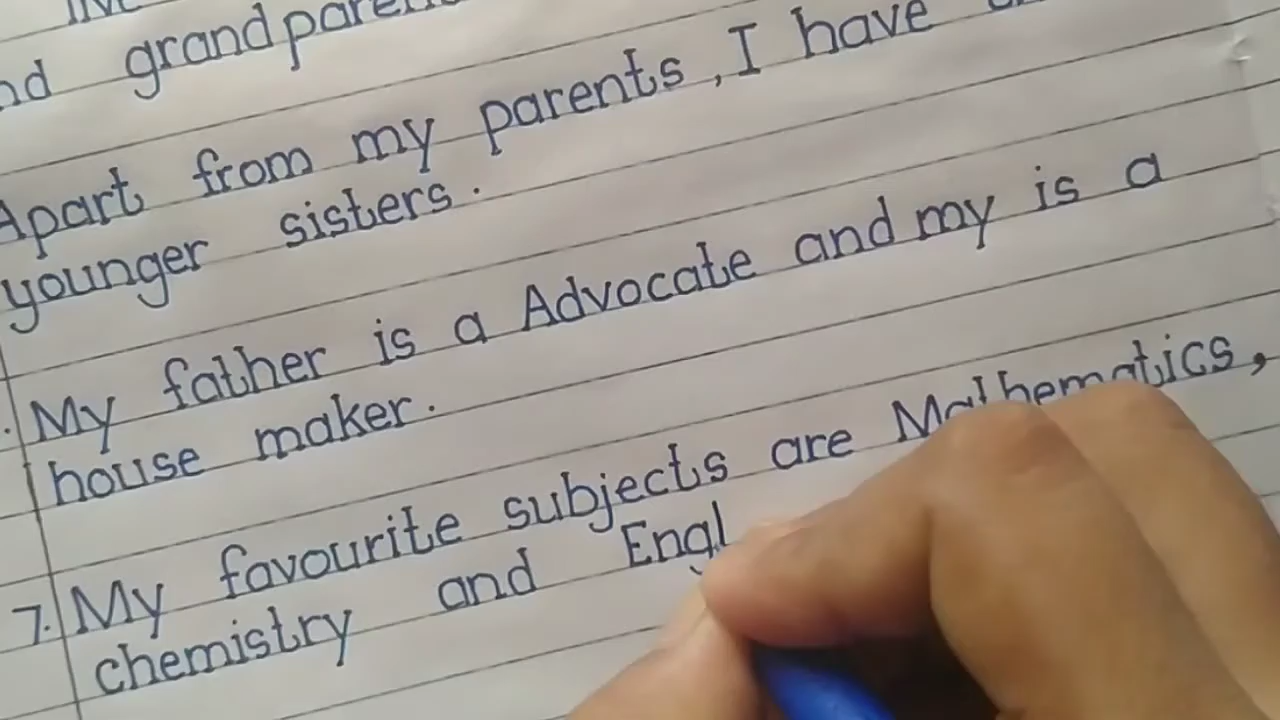 grandparen
Apart from my parents, I have
younger sisters.
My father is a Advocate and my is a
house maker.
7. My favourite subjects are Mathematics,
chemistry and Engl